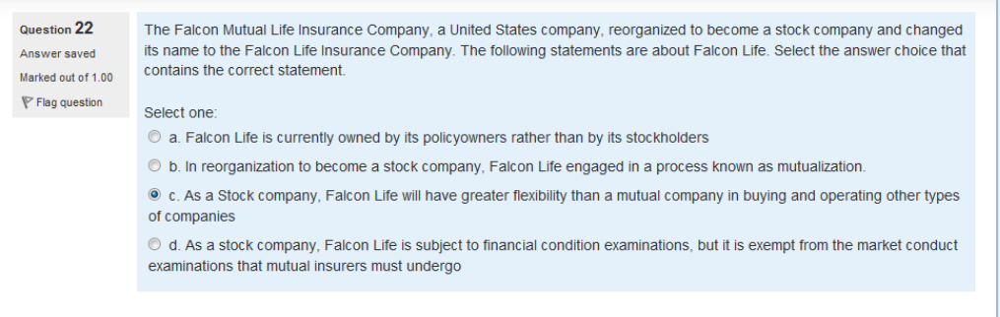 Question 22
Answer saved
Marked out of 1.00
Flag question
The Falcon Mutual Life Insurance Company, a United States company, reorganized to become a stock company and changed
its name to the Falcon Life Insurance Company. The following statements are about Falcon Life. Select the answer choice that
contains the correct statement.
Select one:
a. Falcon Life is currently owned by its policyowners rather than by its stockholders
b. In reorganization to become a stock company, Falcon Life engaged in a process known as mutualization.
c. As a Stock company, Falcon Life will have greater flexibility than a mutual company in buying and operating other types
of companies
d. As a stock company, Falcon Life is subject to financial condition examinations, but it is exempt from the market conduct
examinations that mutual insurers must undergo